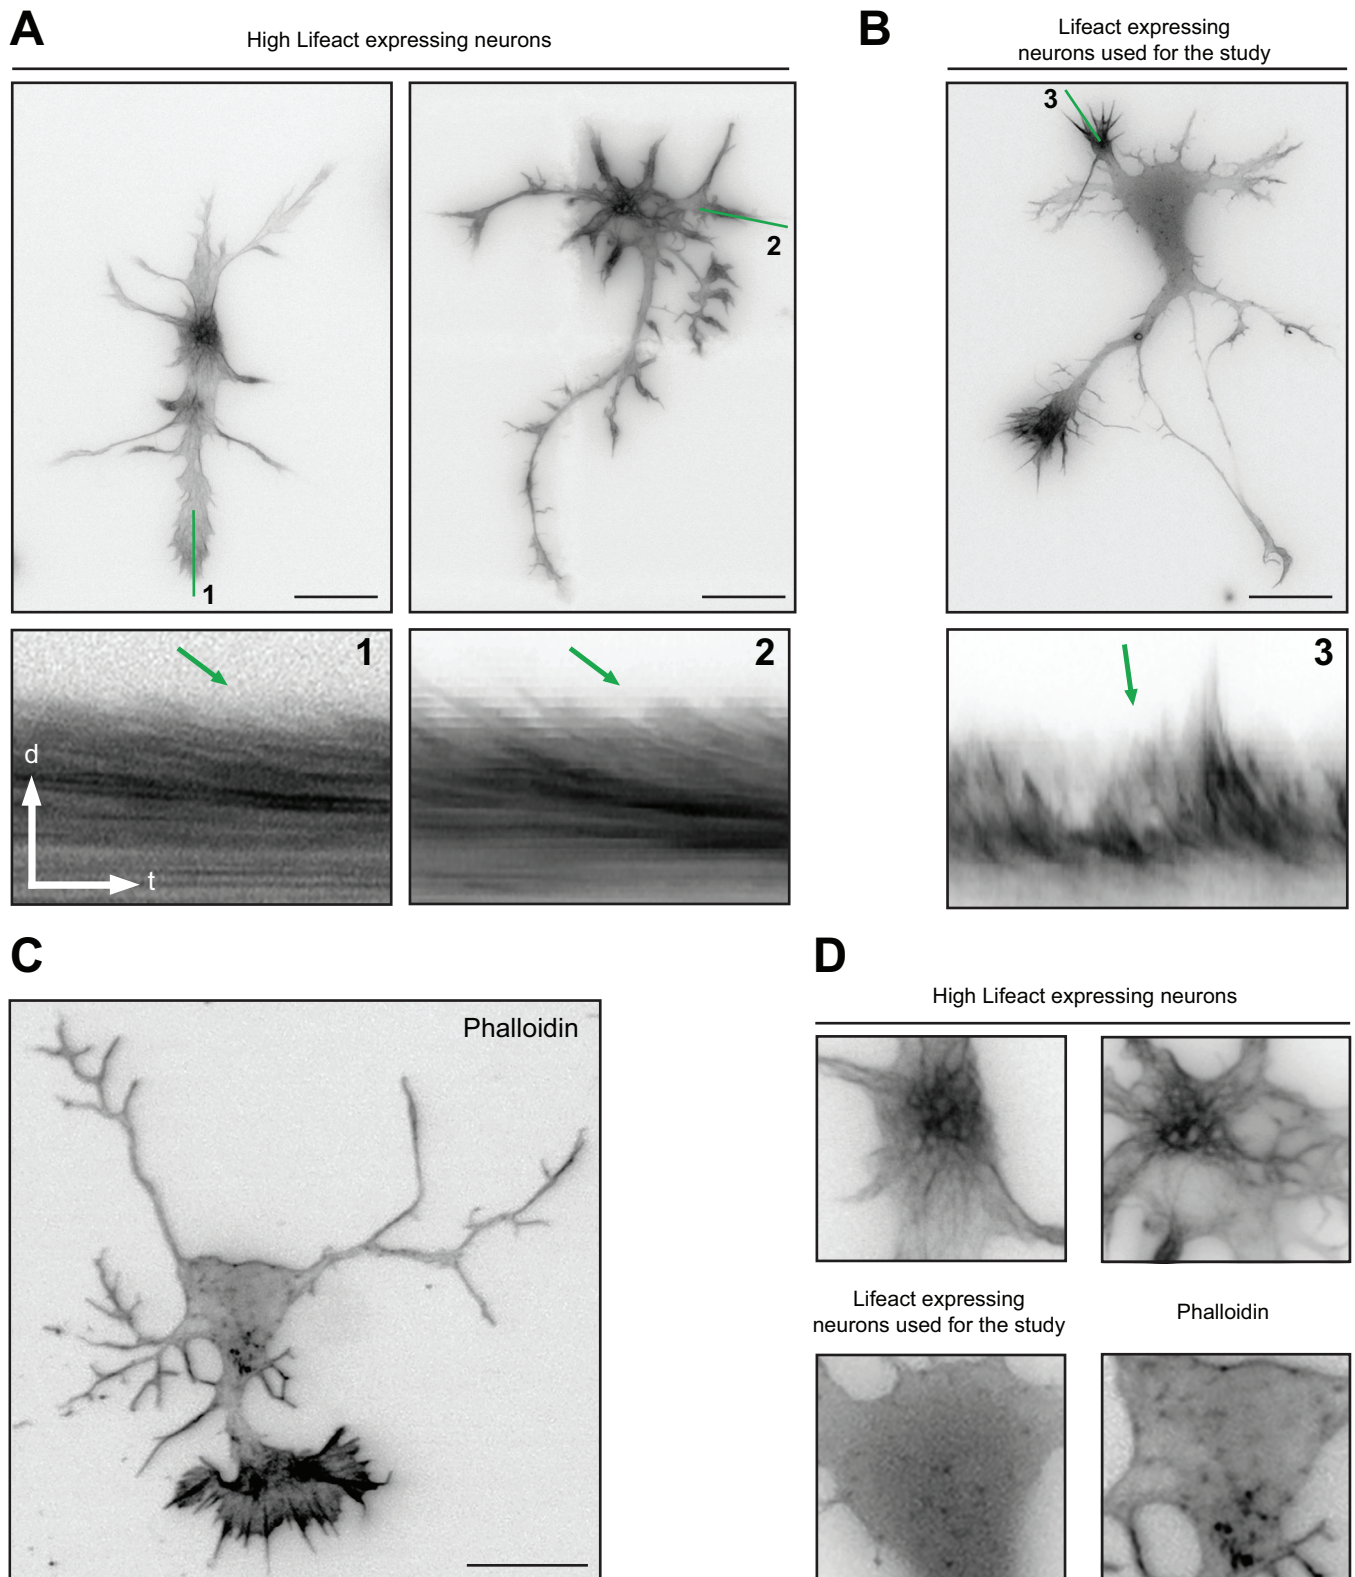 A
High Lifeact expressing neurons
B
Lifeact expressing
neurons used for the study
1
2
3
1
d
t
2
3
C
Phalloidin
D
High Lifeact expressing neurons
Lifeact expressing
neurons used for the study
Phalloidin